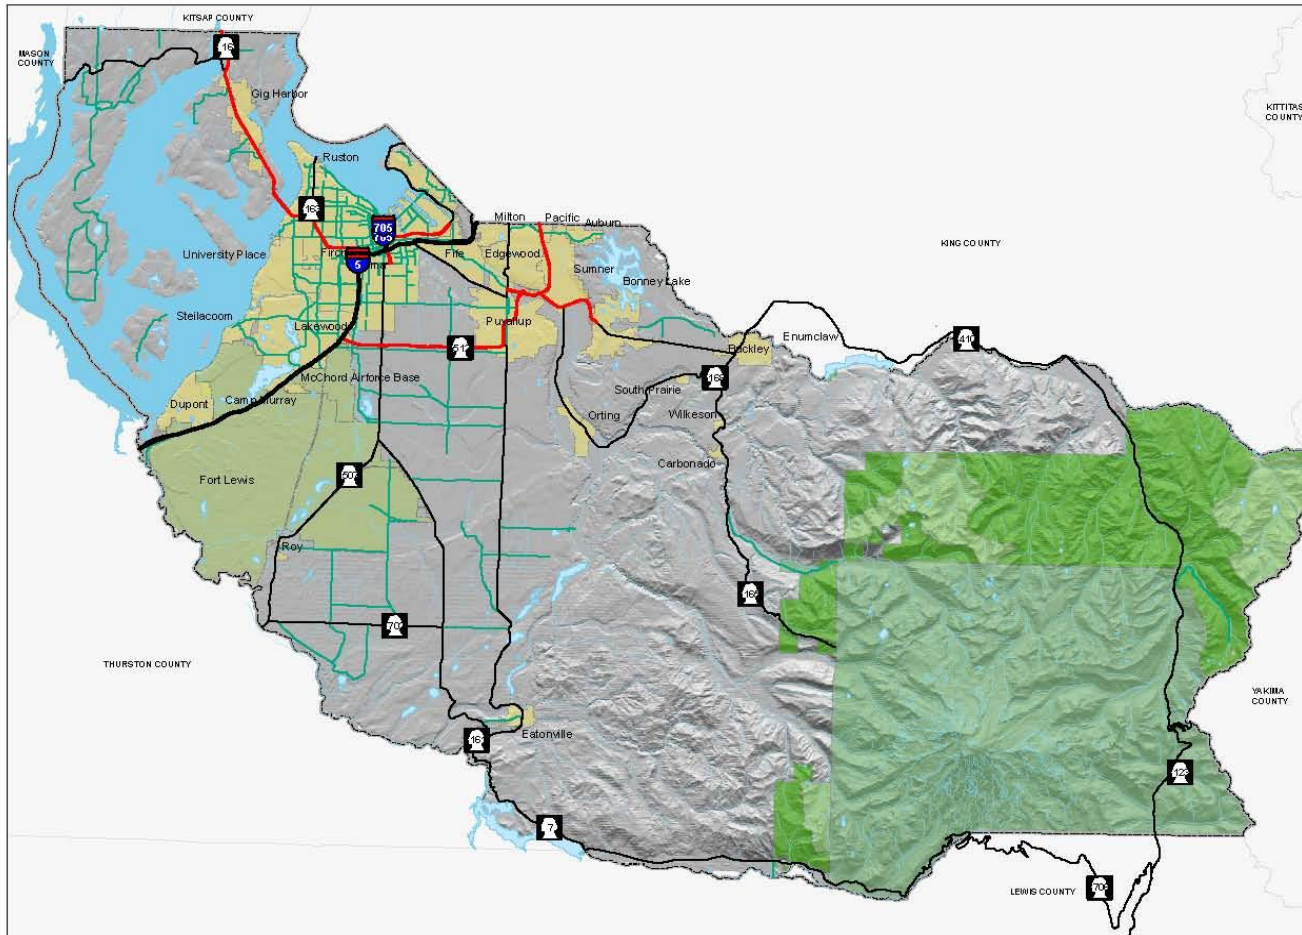 KITSAP COUNTY
MASON
COUNTY
16
Gig Harbor
KITTITAS
COUNTY
Ruston
163
705
705
Milton
Pacific
Auburn
KING COUNTY
University Place
Fife
Edgewood
5
Sumner
Bonney Lake
Steilacoom
Lakewood
Puyallup
512
Buckley
Enumclaw
410
McChord Airforce Base
165
South Prairie
Dupont
Camp Murray
Orting
Wilkeson
Carbonado
507
Fort Lewis
Roy
165
702
THURSTON COUNTY
YAKIMA
COUNTY
Eatonville
161
123
7
LEWIS COUNTY
706